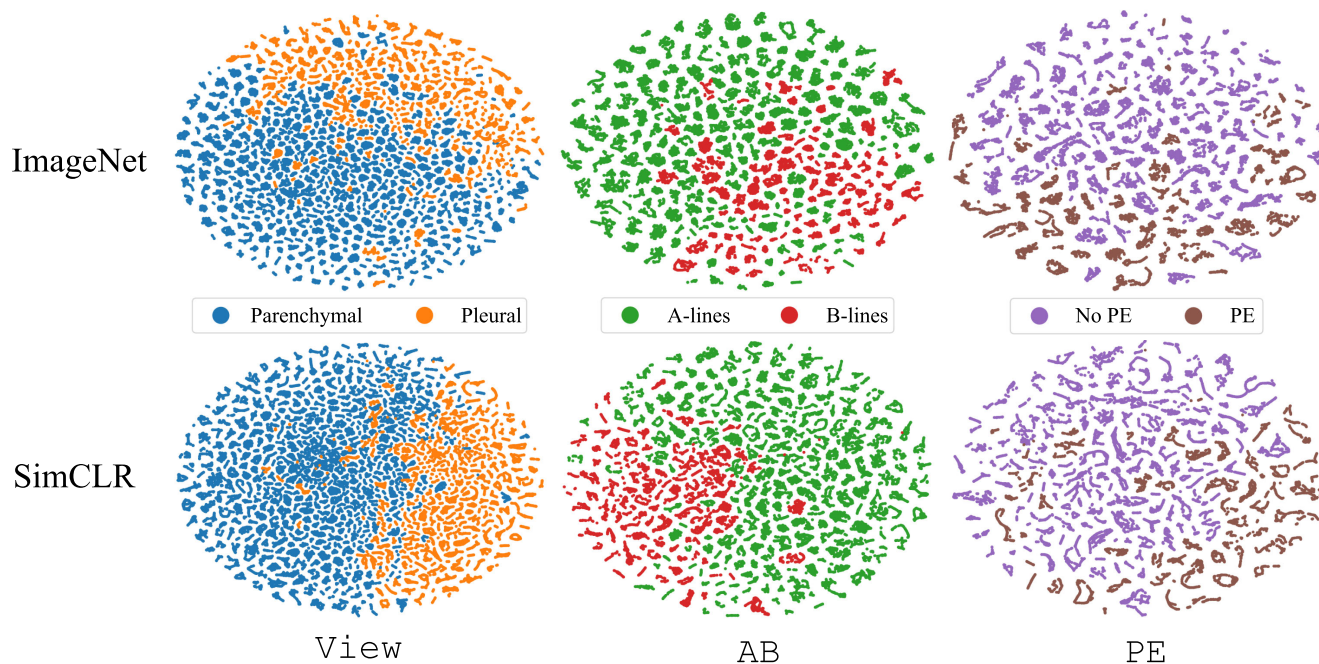 ImageNet
Parenchymal Pleural
A-lines B-lines
No PE PE
SimCLR
View
AB
PE